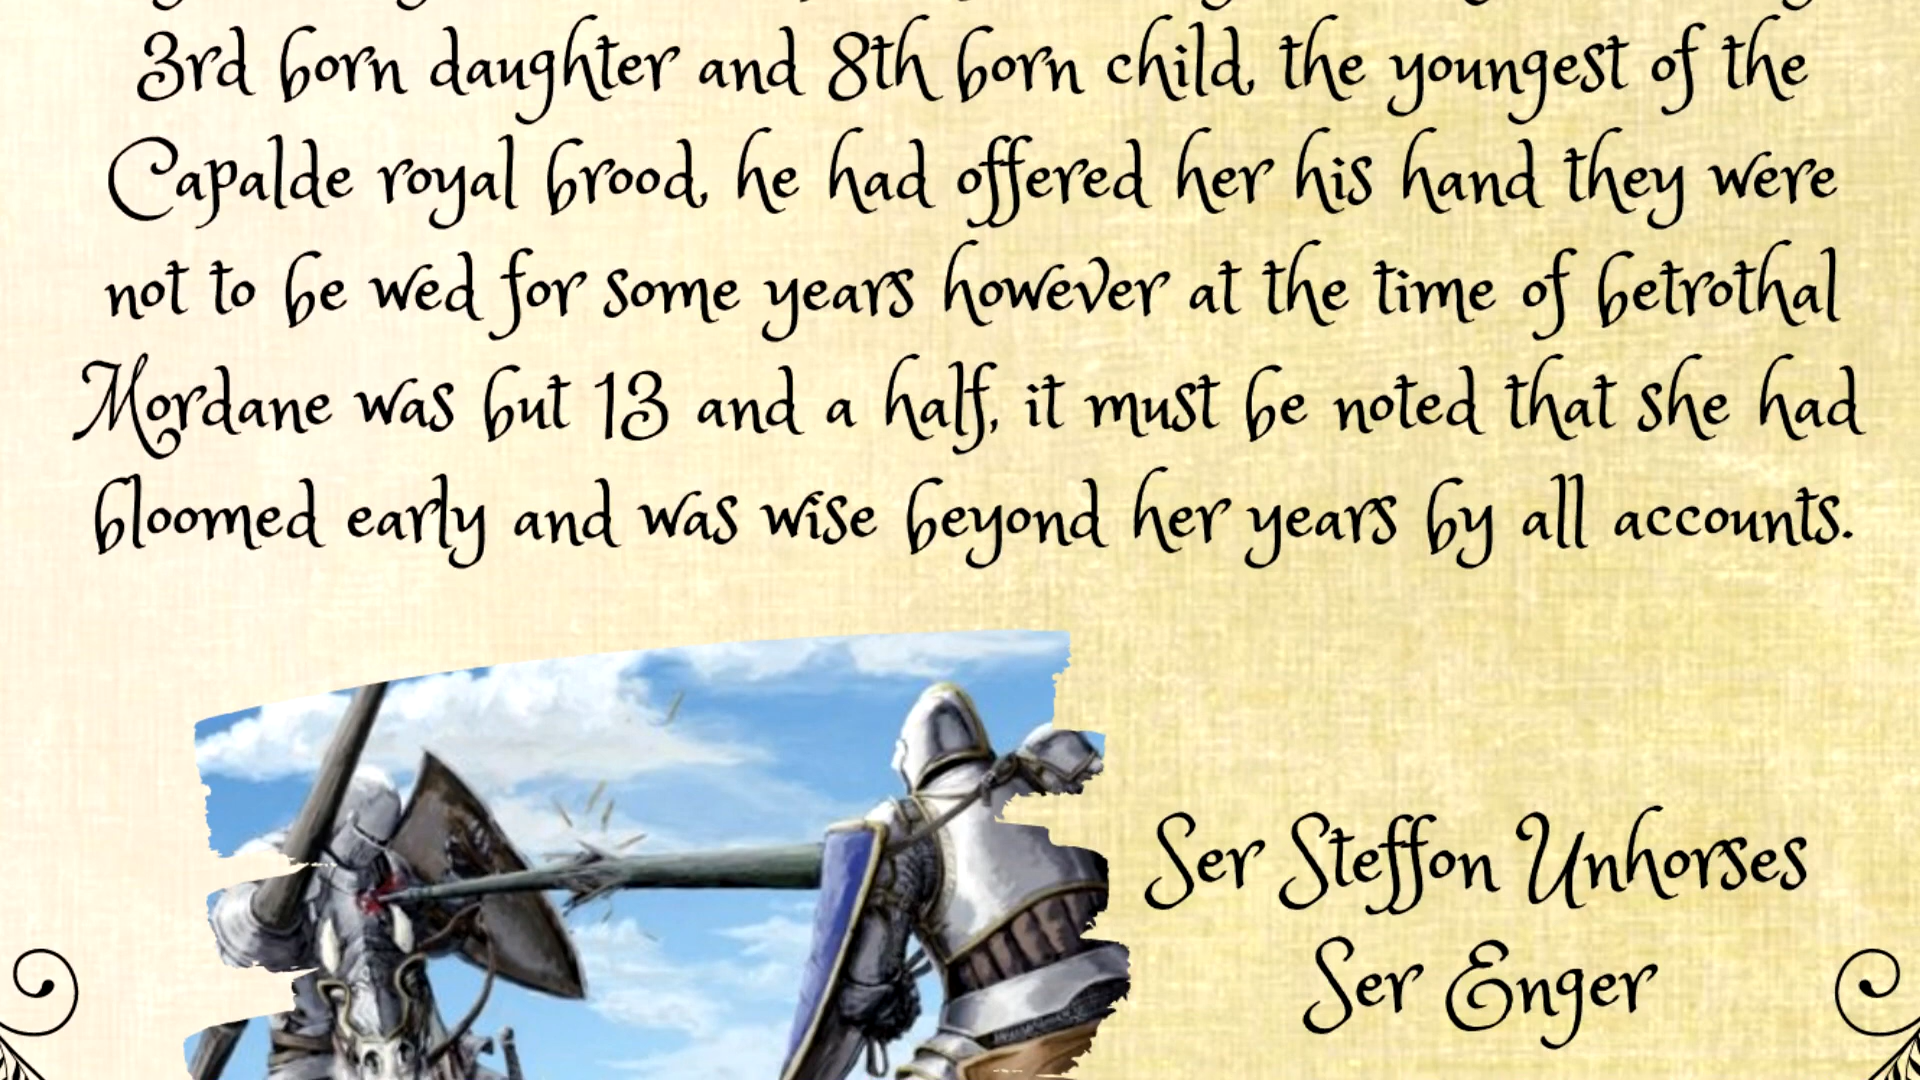 3rd born daughter and 8th born child, the youngest of the
Capalde royal brood, he had offered her his hand they were
not to be wed for some years however at the time of betrothal
Mordane was but 13 and a half, it must be noted that she had
bloomed early and was wise beyond her years by all accounts.
Ser Steffon Unhorses
Ser Enger